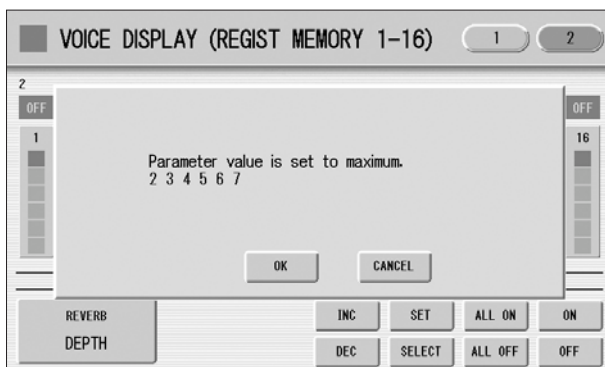 VOICE DISPLAY (REGIST MEMORY 1-16) 1 2
2
OFF OFF
1 16
Parameter value is set to maximum.
2 3 4 5 6 7
OK CANCEL
REVERB
DEPTH
INC SET ALL ON ON
DEC SELECT ALL OFF OFF